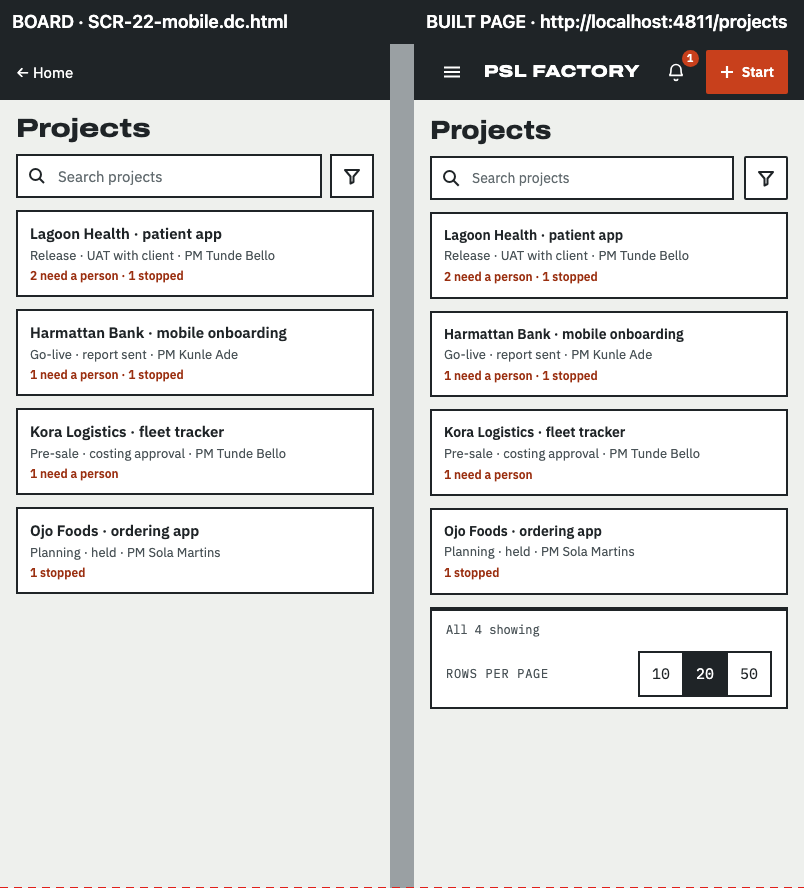 BOARD · SCR-22-mobile.dc.html
← Home
Projects
Search projects
Lagoon Health · patient app
Release · UAT with client · PM Tunde Bello
2 need a person · 1 stopped
Harmattan Bank · mobile onboarding
Go-live · report sent · PM Kunle Ade
1 need a person · 1 stopped
Kora Logistics · fleet tracker
Pre-sale · costing approval · PM Tunde Bello
1 need a person
Ojo Foods · ordering app
Planning · held · PM Sola Martins
1 stopped
BUILT PAGE · http://localhost:4811/projects
PSL FACTORY
1
+ Start
Projects
Search projects
Lagoon Health · patient app
Release · UAT with client · PM Tunde Bello
2 need a person · 1 stopped
Harmattan Bank · mobile onboarding
Go-live · report sent · PM Kunle Ade
1 need a person · 1 stopped
Kora Logistics · fleet tracker
Pre-sale · costing approval · PM Tunde Bello
1 need a person
Ojo Foods · ordering app
Planning · held · PM Sola Martins
1 stopped
All 4 showing
ROWS PER PAGE 10 20 50